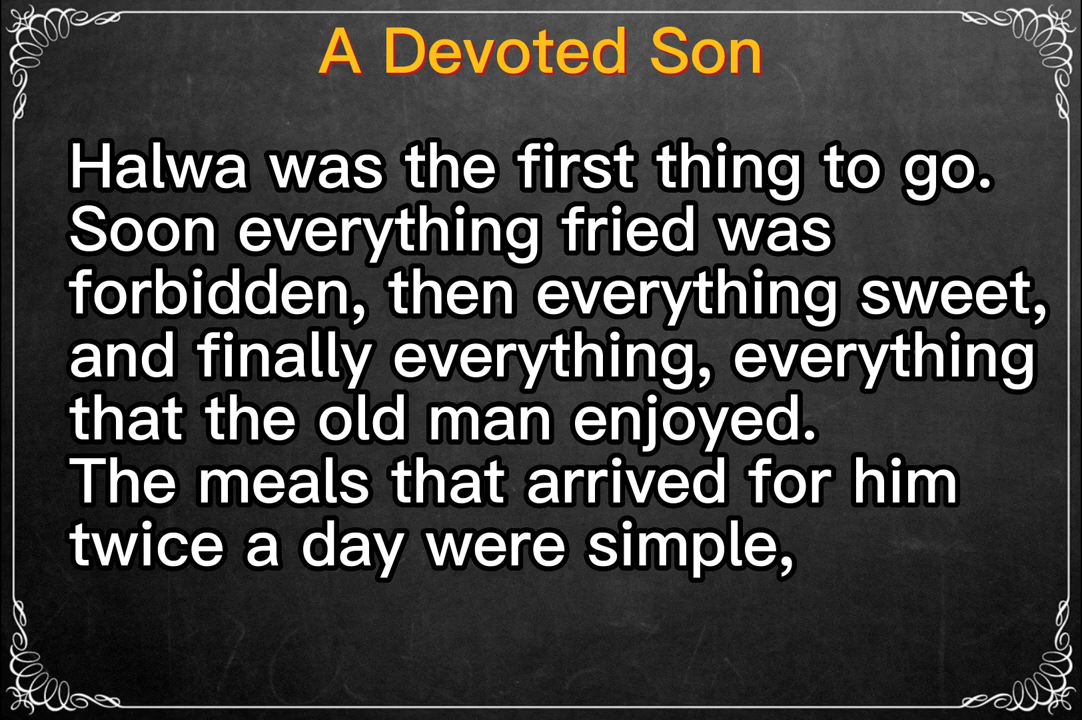 A Devoted Son
Halwa was the first thing to go.
Soon everything fried was
forbidden, then everything sweet,
and finally everything, everything
that the old man enjoyed.
The meals that arrived for him
twice a day were simple,